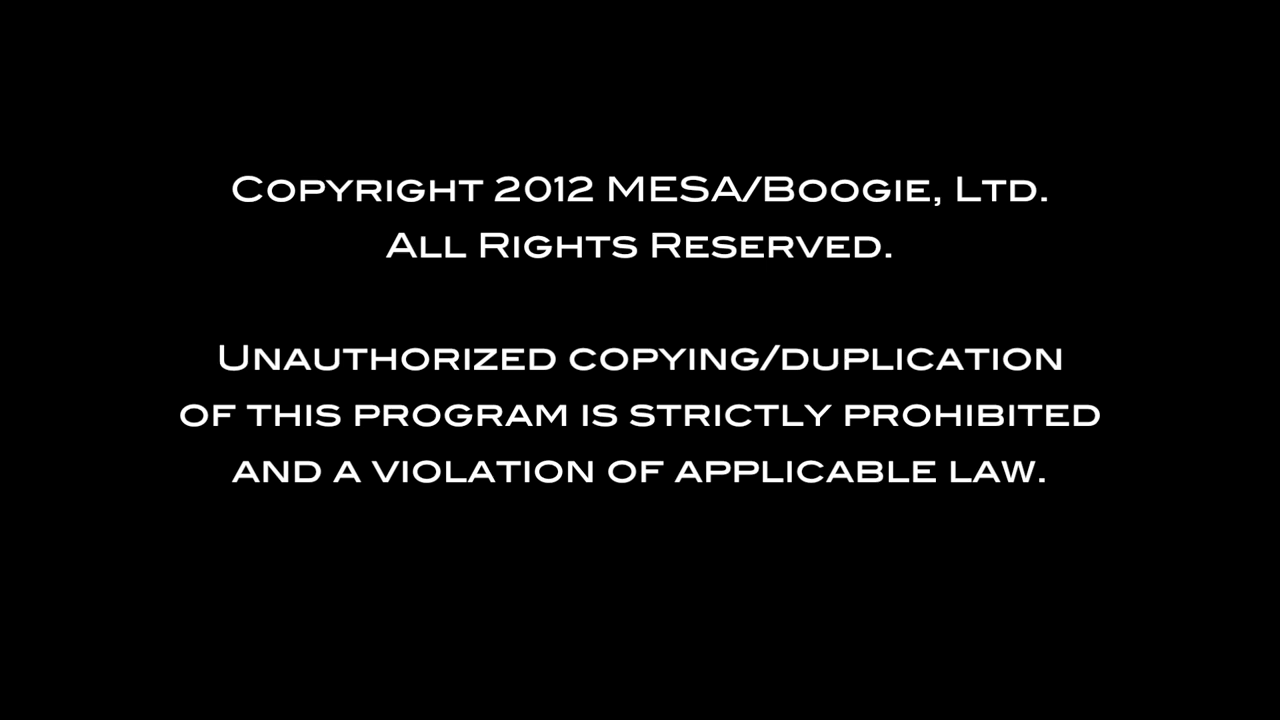 Copyright 2012 MESA/Boogie, Ltd.
All Rights Reserved.
Unauthorized copying/duplication
of this program is strictly prohibited
and a violation of applicable law.